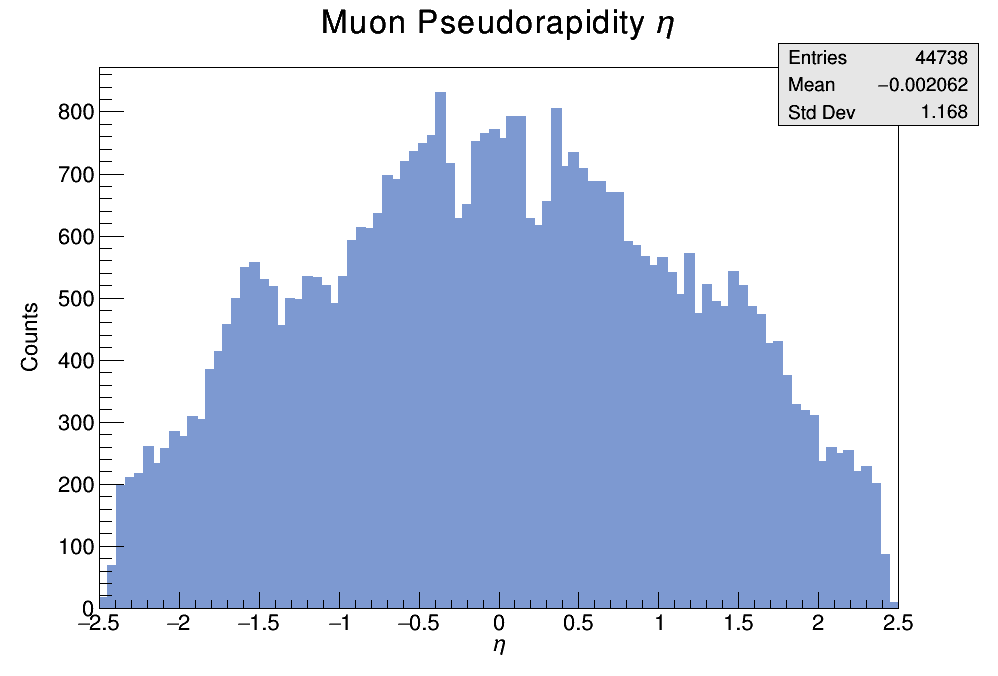 Muon Pseudorapidity η
Entries 44738
Mean −0.002062
Std Dev 1.168
Counts
800
700
600
500
400
300
200
100
0
−2.5 −2 −1.5 −1 −0.5 0 0.5 1 1.5 2 2.5
η